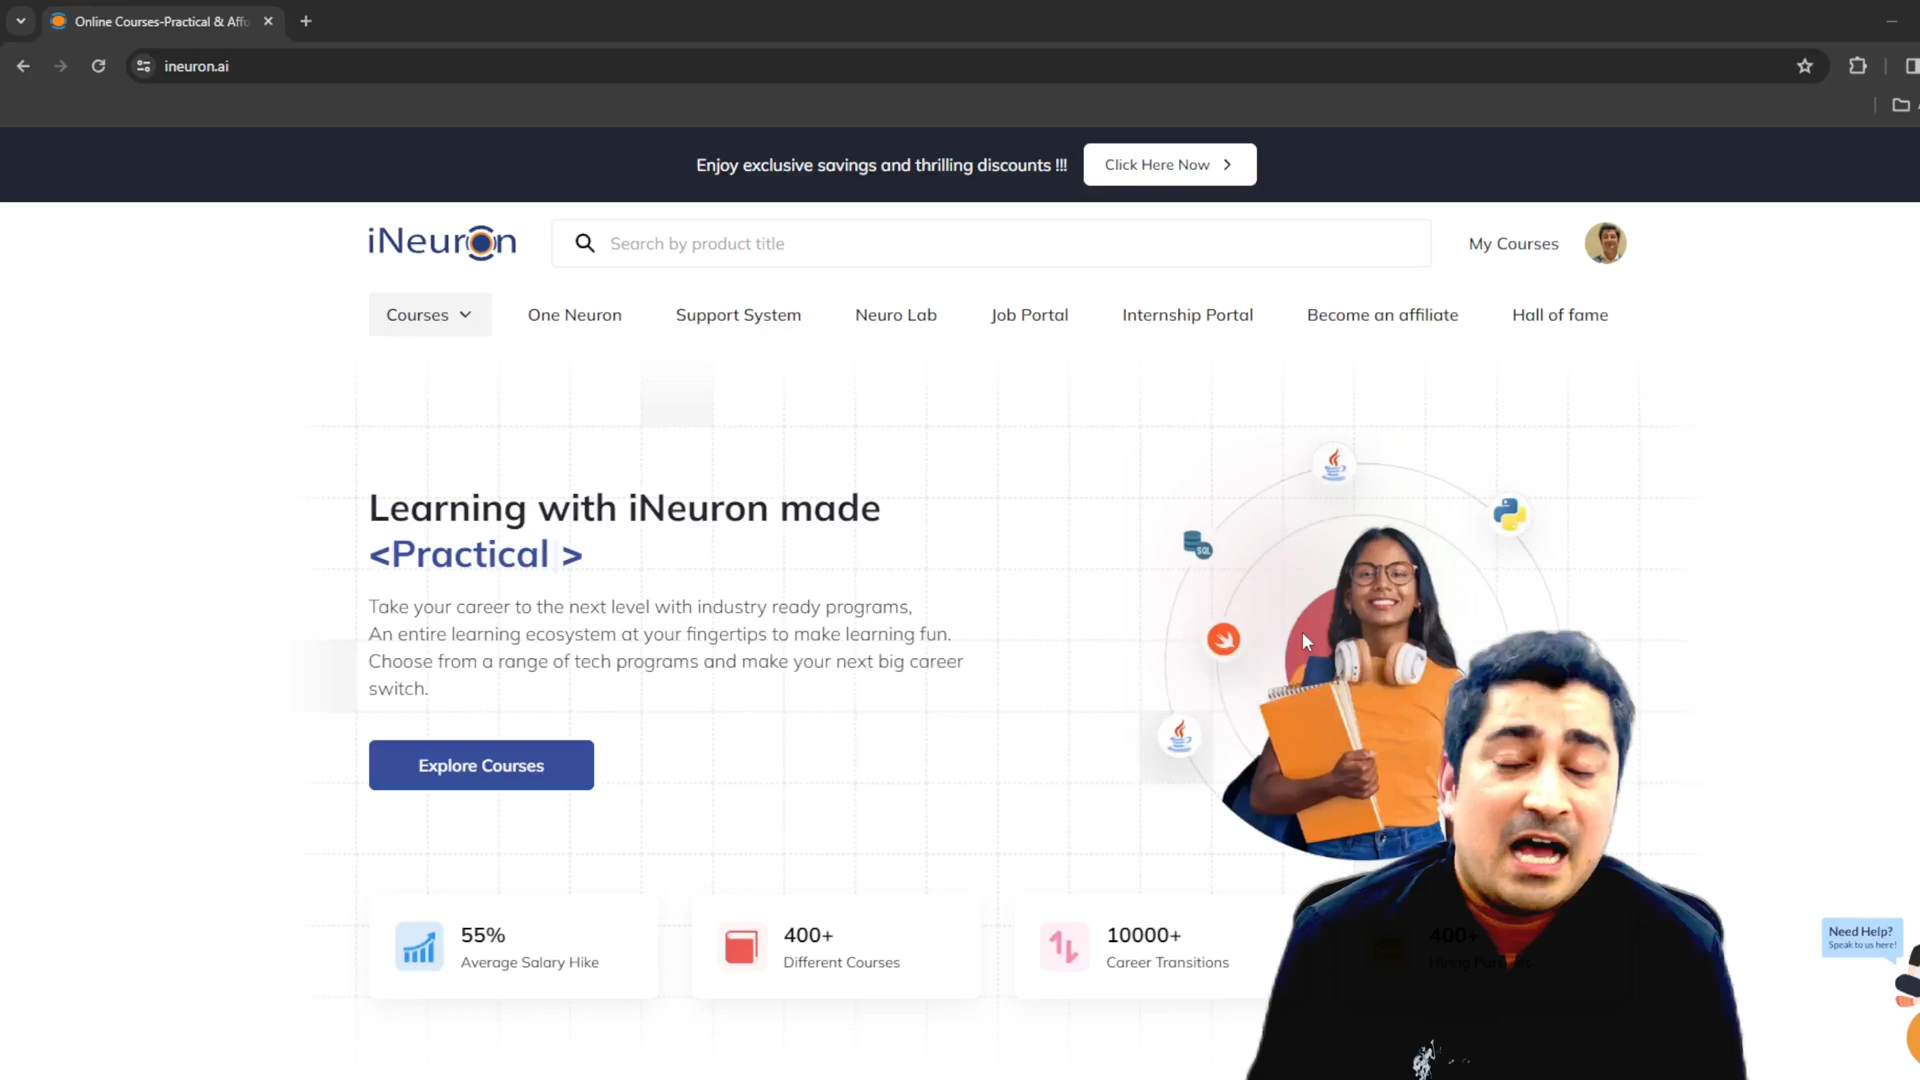 Online Courses-Practical & Affo
ineuron.ai
Enjoy exclusive savings and thrilling discounts !!!
Click Here Now
iNeuron
Search by product title
My Courses
Courses
One Neuron
Support System
Neuro Lab
Job Portal
Internship Portal
Become an affiliate
Hall of fame
SQL
Learning with iNeuron made
<Practical >
Take your career to the next level with industry ready programs,
An entire learning ecosystem at your fingertips to make learning fun.
Choose from a range of tech programs and make your next big career
switch.
Explore Courses
55%
Average Salary Hike
400+
Different Courses
10000+
Career Transitions
400+
Need Help?
Speak to us here!